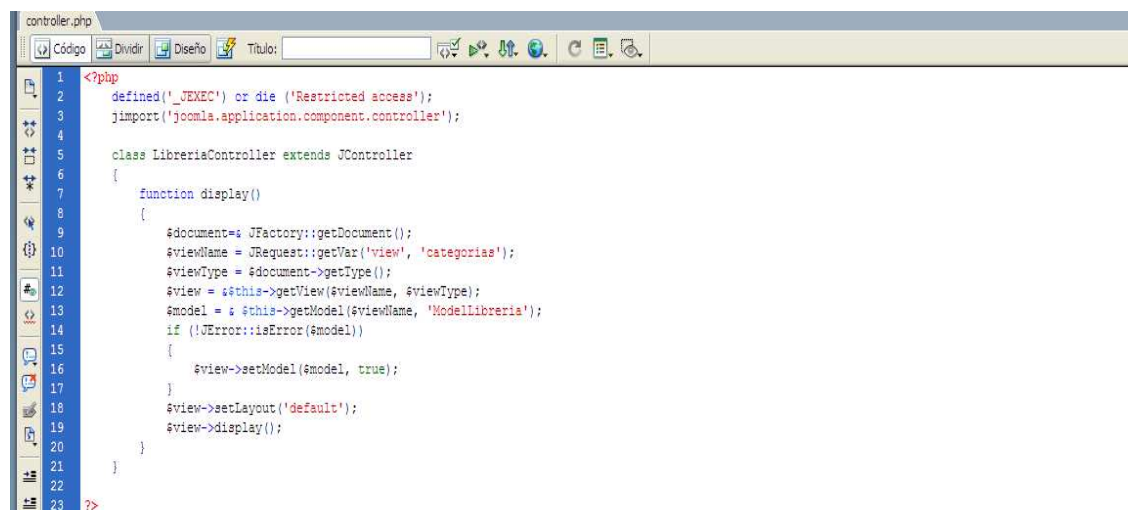 controller.php
Código Dividir Diseño Título:
1 <?php
2 defined('_JEXEC') or die ('Restricted access');
3 jimport('joomla.application.component.controller');
4
5 class LibreriaController extends JController
6 {
7 function display()
8 {
9 $document=& JFactory::getDocument();
10 $viewName = JRequest::getVar('view', 'categorias');
11 $viewType = $document->getType();
12 $view = &$this->getView($viewName, $viewType);
13 $model = & $this->getModel($viewName, 'ModelLibreria');
14 if (!JError::isError($model))
15 {
16 $view->setModel($model, true);
17 }
18 $view->setLayout('default');
19 $view->display();
20 }
21 }
22
23 ?>